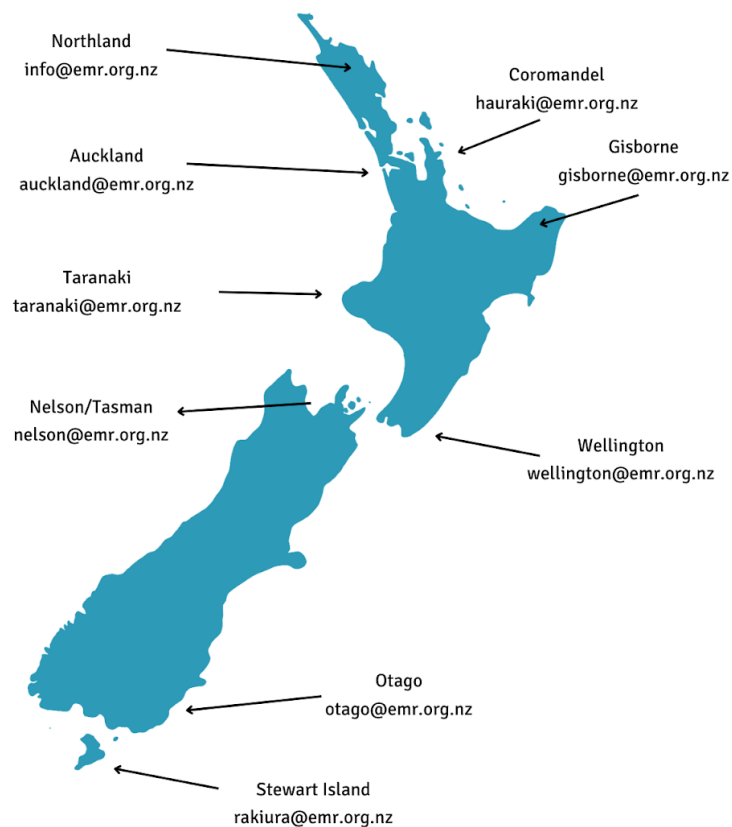 Northland
info@emr.org.nz
Coromandel
hauraki@emr.org.nz
Auckland
auckland@emr.org.nz
Gisborne
gisborne@emr.org.nz
Taranaki
taranaki@emr.org.nz
Nelson/Tasman
nelson@emr.org.nz
Wellington
wellington@emr.org.nz
Otago
otago@emr.org.nz
Stewart Island
rakiura@emr.org.nz